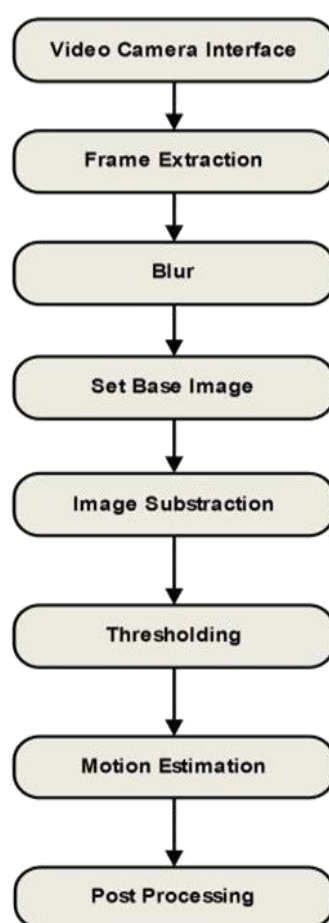 Video Camera Interface
Frame Extraction
Blur
Set Base Image
Image Substraction
Thresholding
Motion Estimation
Post Processing